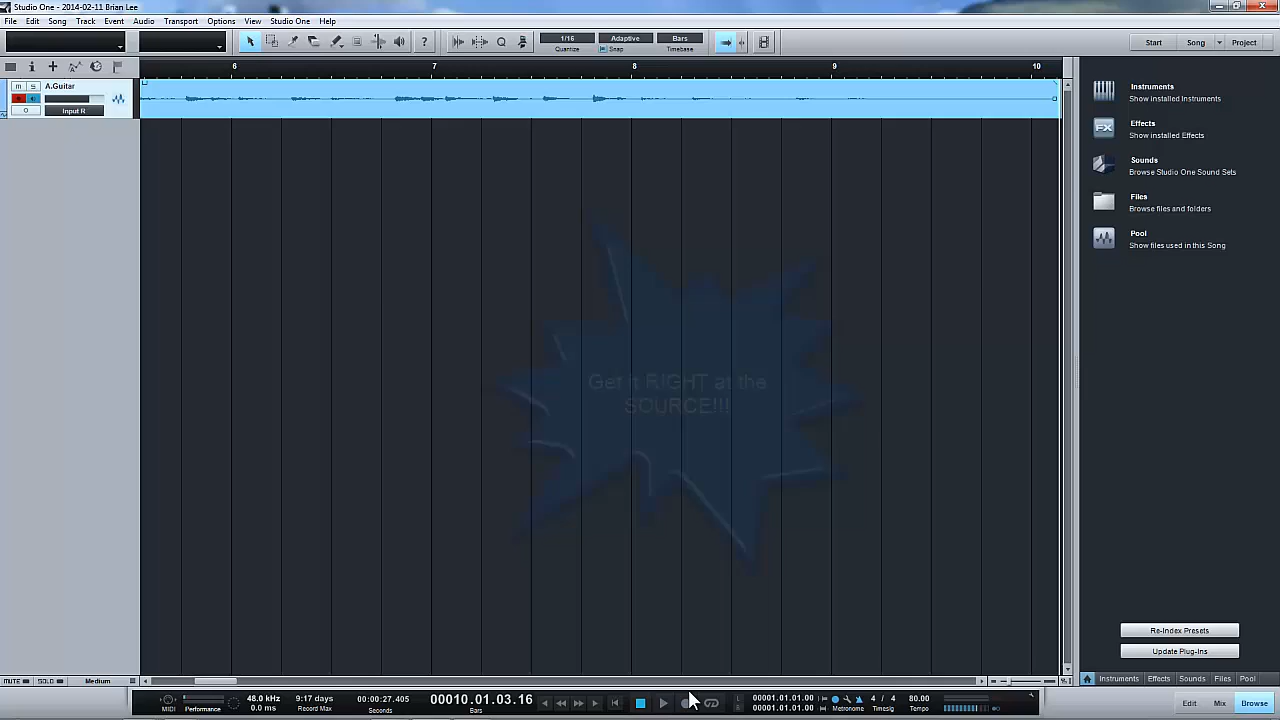 Studio One - 2014-02-11 Brian Lee
File Edit Song Track Event Audio Transport Options View Studio One Help
1/16 Adaptive Bars
Quantize Snap Timebase
Start Song Project
6 7 8 9 10
M S A.Guitar
Input R
Instruments
Show installed Instruments
FX Effects
Show installed Effects
Sounds
Browse Studio One Sound Sets
Files
Browse files and folders
Pool
Show files used in this Song
Get it RIGHT at the
SOURCE!!!
Re-Index Presets
Update Plug-Ins
MUTE SOLO Medium
Instruments Effects Sounds Files Pool
MIDI Performance
48.0 kHz 9:17 days 00:00:27.405 00010.01.03.16 L 00001.01.01.00 4 / 4 80.00
0.0 ms Record Max Seconds Bars R 00001.01.01.00 Metronome Timesig Tempo
Edit Mix Browse